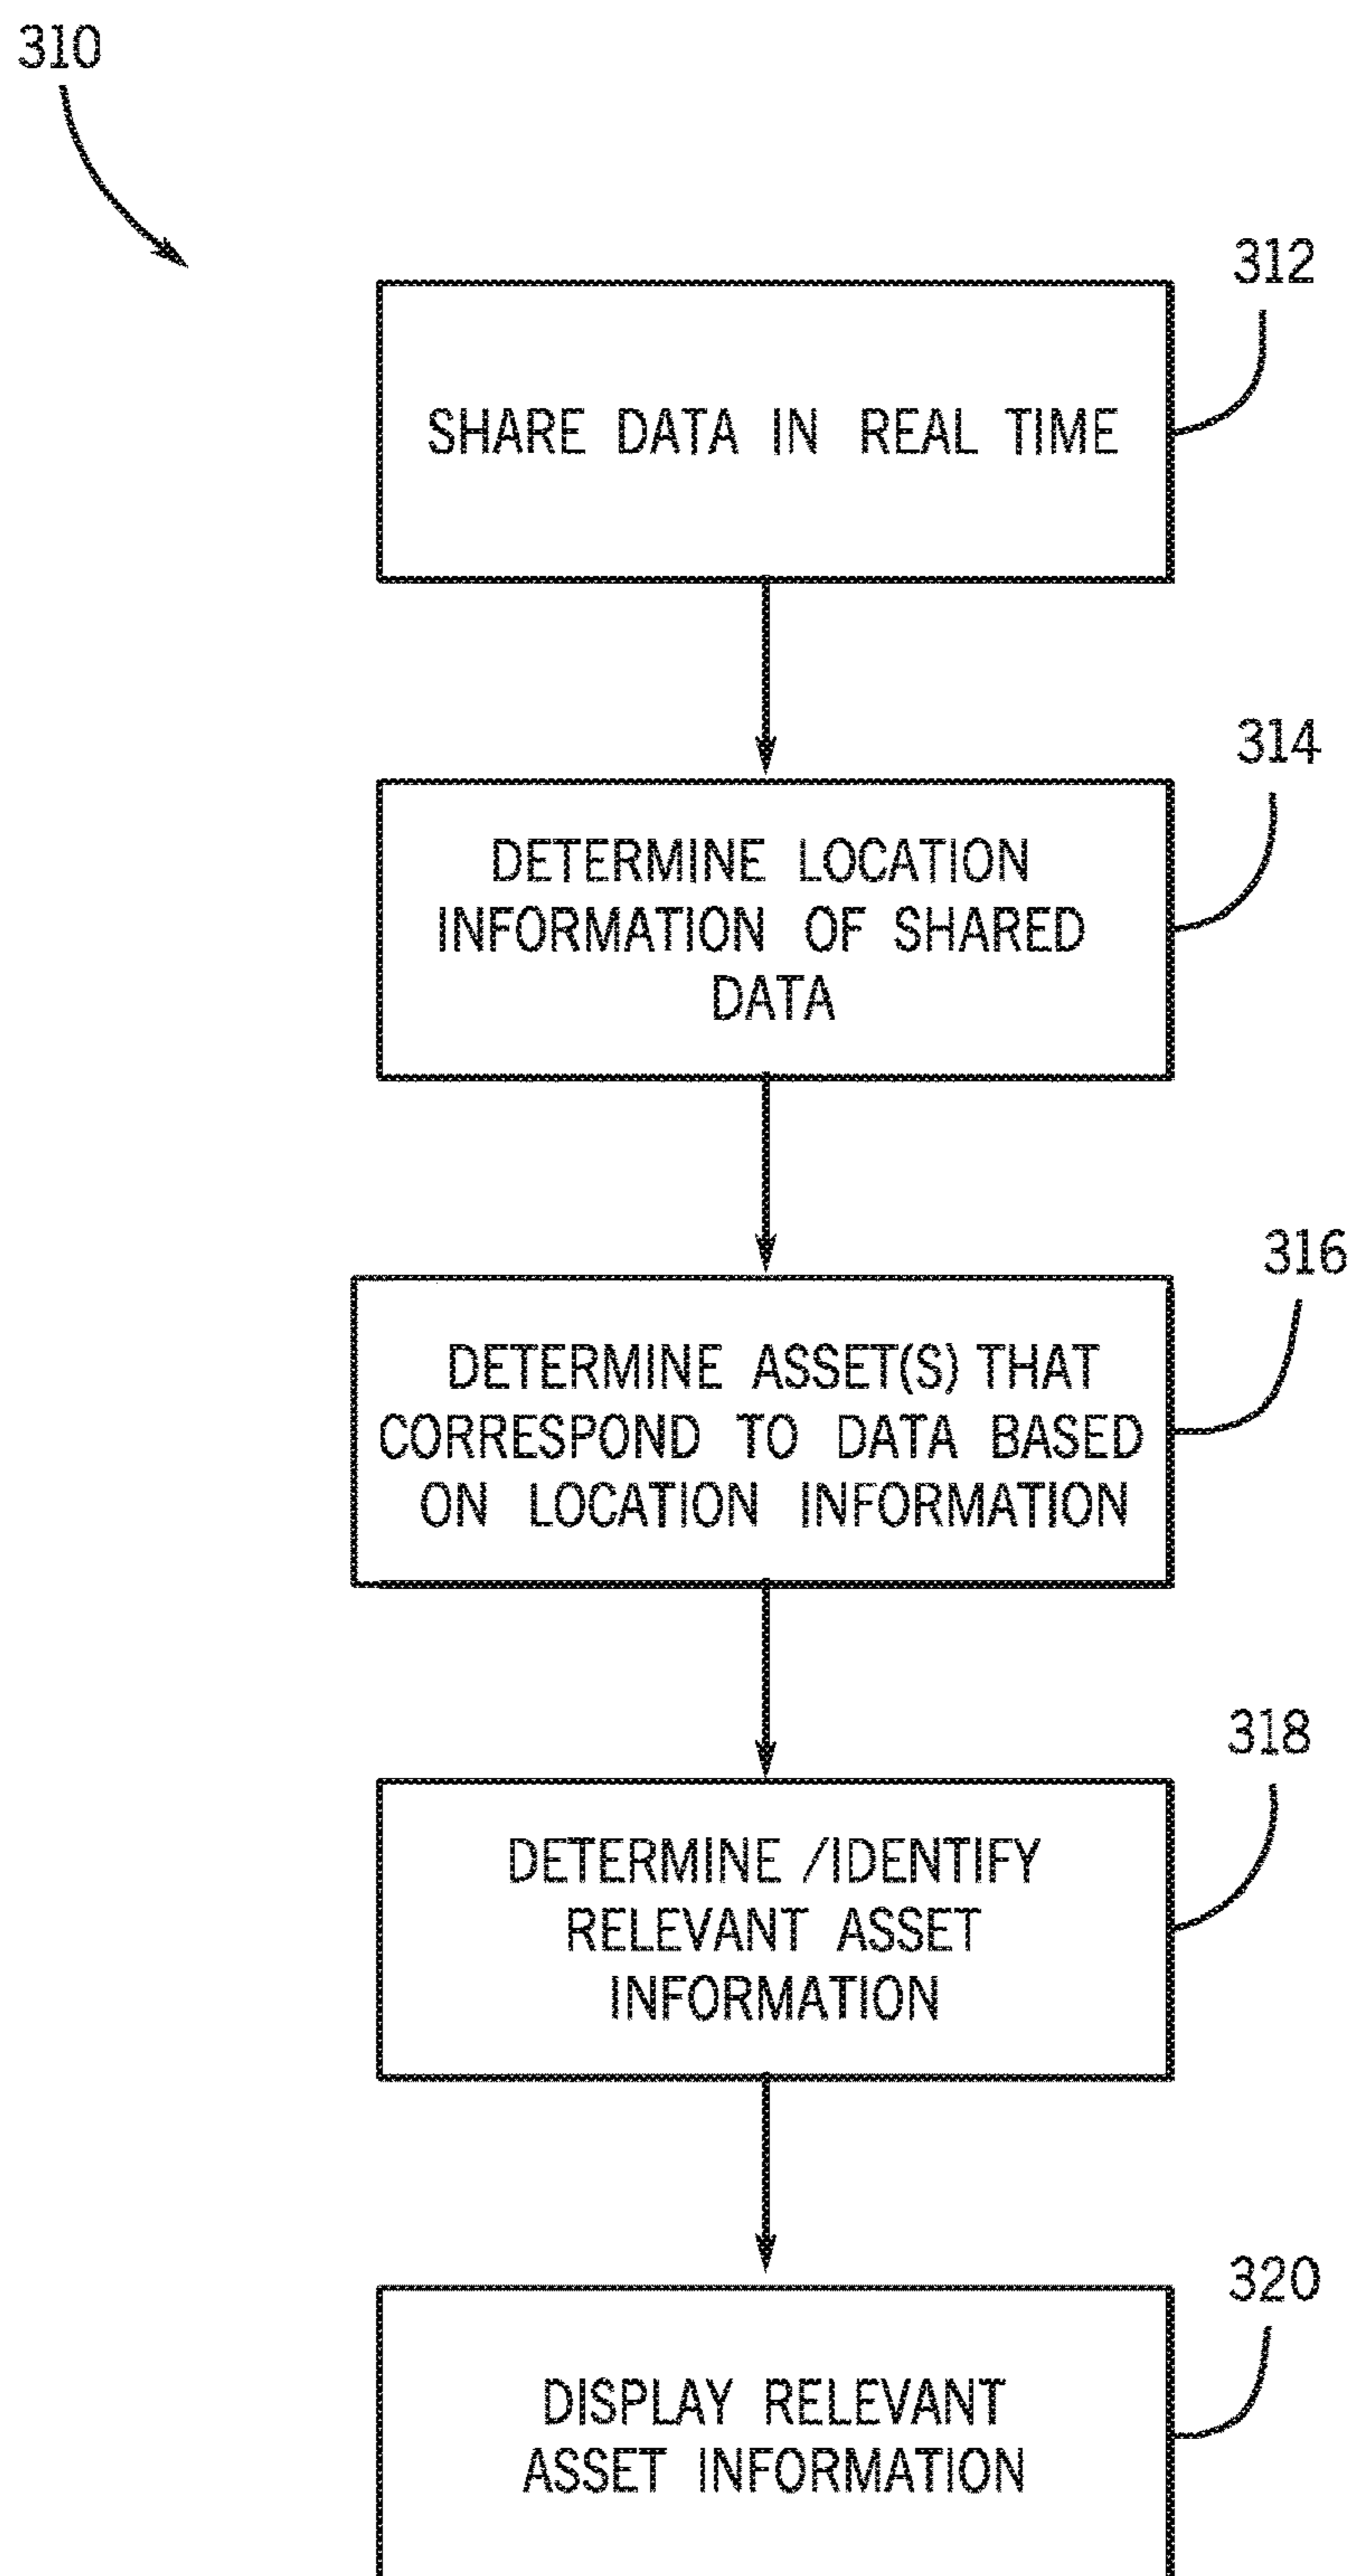 310
312
SHARE DATA IN REAL TIME
314
DETERMINE LOCATION
INFORMATION OF SHARED
DATA
316
DETERMINE ASSET(S) THAT
CORRESPOND TO DATA BASED
ON LOCATION INFORMATION
318
DETERMINE /IDENTIFY
RELEVANT ASSET
INFORMATION
320
DISPLAY RELEVANT
ASSET INFORMATION